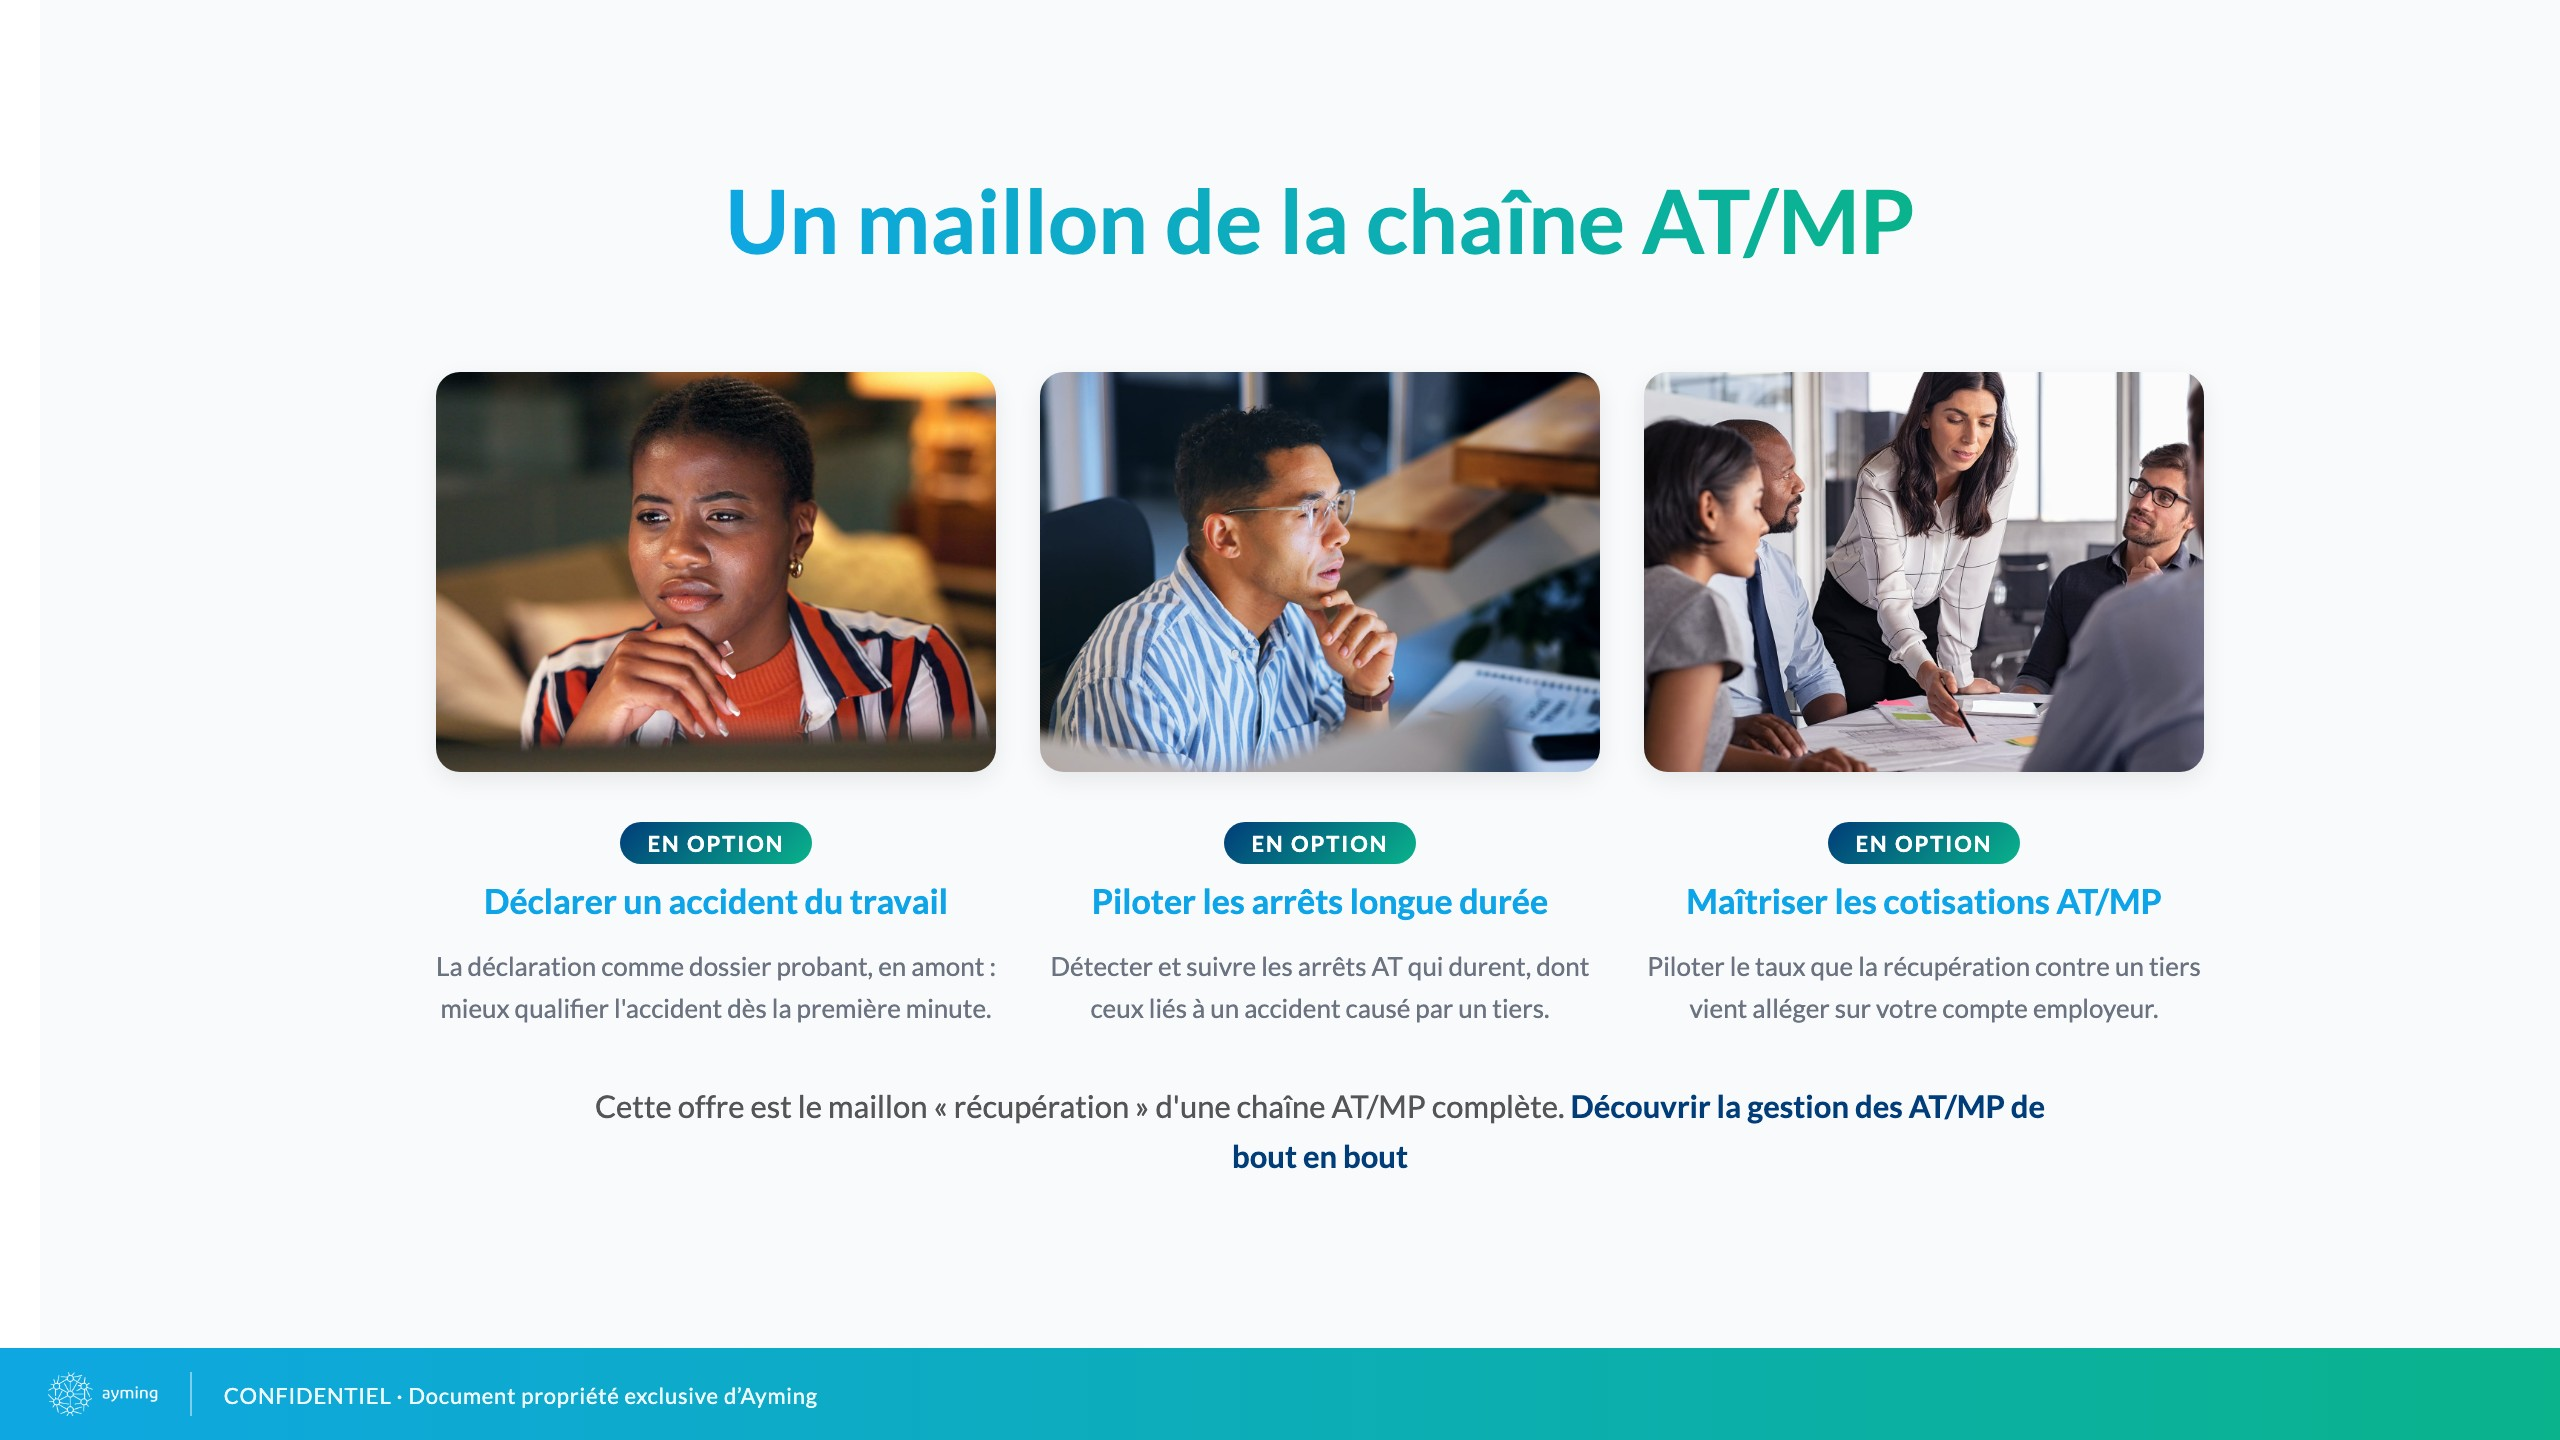 Un maillon de la chaîne AT/MP
EN OPTION
Déclarer un accident du travail
La déclaration comme dossier probant, en amont :
mieux qualifier l'accident dès la première minute.
EN OPTION
Piloter les arrêts longue durée
Détecter et suivre les arrêts AT qui durent, dont
ceux liés à un accident causé par un tiers.
EN OPTION
Maîtriser les cotisations AT/MP
Piloter le taux que la récupération contre un tiers
vient alléger sur votre compte employeur.
Cette offre est le maillon « récupération » d'une chaîne AT/MP complète. Découvrir la gestion des AT/MP de
bout en bout
ayming
CONFIDENTIEL · Document propriété exclusive d’Ayming